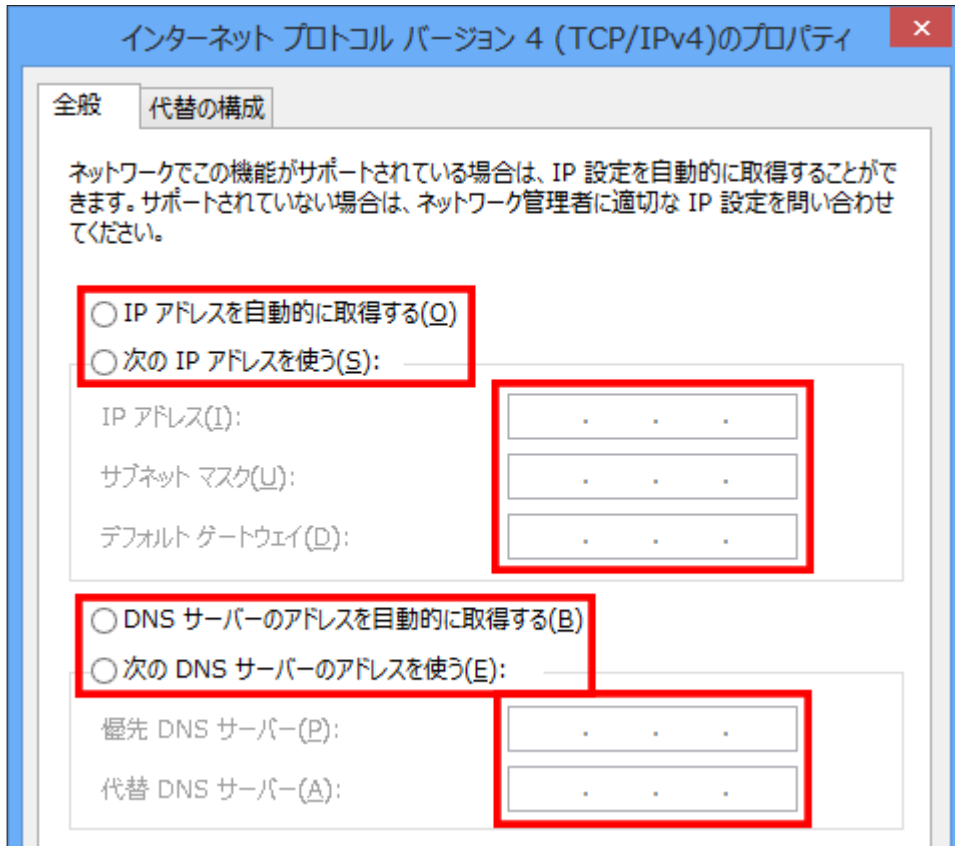 インターネット プロトコル バージョン 4 (TCP/IPv4)のプロパティ
全般
代替の構成
ネットワークでこの機能がサポートされている場合は、IP 設定を自動的に取得することがで
きます。サポートされていない場合は、ネットワーク管理者に適切な IP 設定を問い合わせ
てください。
IP アドレスを自動的に取得する(O)
次の IP アドレスを使う(S):
IP アドレス(I):
サブネット マスク(U):
デフォルト ゲートウェイ(D):
DNS サーバーのアドレスを自動的に取得する(B)
次の DNS サーバーのアドレスを使う(E):
優先 DNS サーバー(P):
代替 DNS サーバー(A):